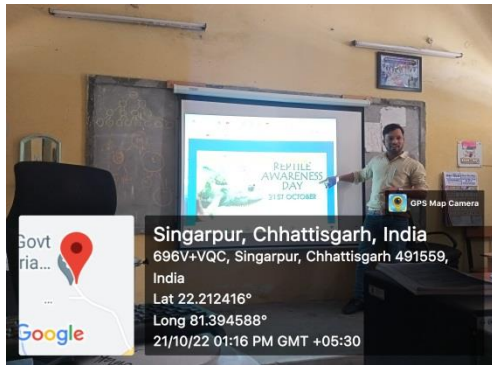 REPTILE
AWARENESS
DAY
21ST OCTOBER
GPS Map Camera
Govt
ria...
...
Google
Singarpur, Chhattisgarh, India
696V+VQC, Singarpur, Chhattisgarh 491559,
India
Lat 22.212416°
Long 81.394588°
21/10/22 01:16 PM GMT +05:30